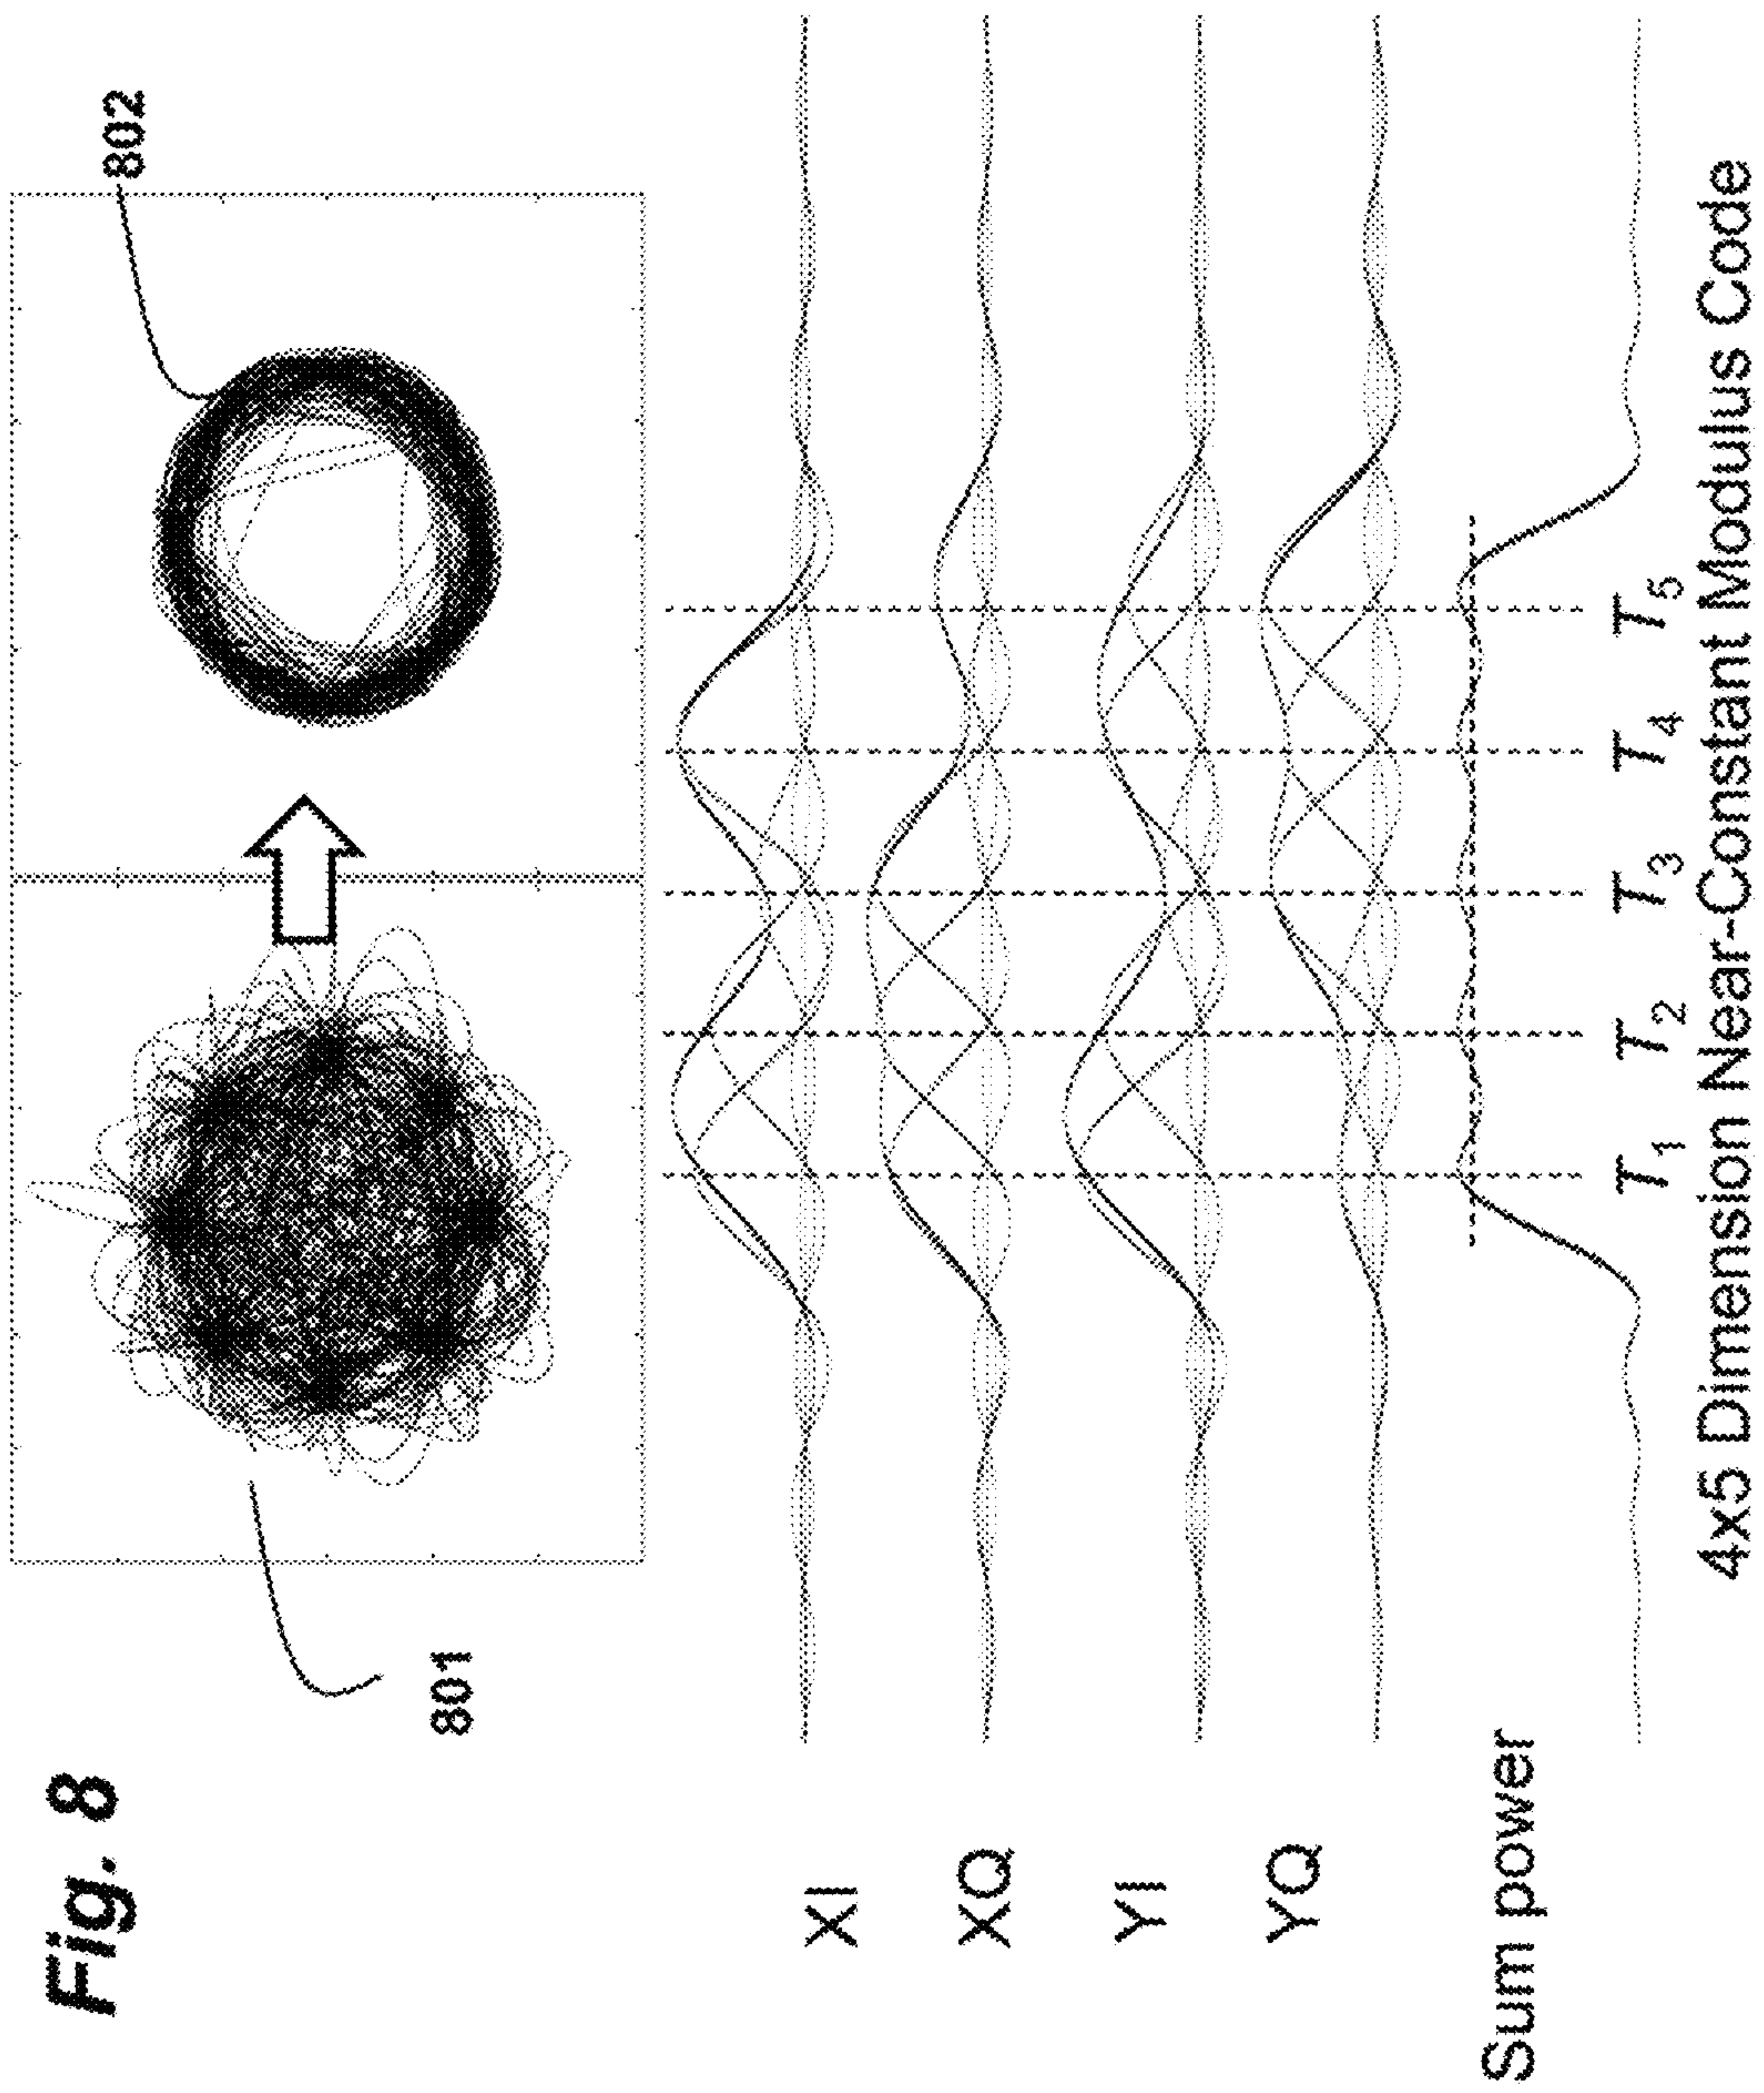 Fig. 8
801
802
XI
XQ
YI
YQ
Sum power
T1 T2 T3 T4 T5
4x5 Dimension Near-Constant Modulus Code